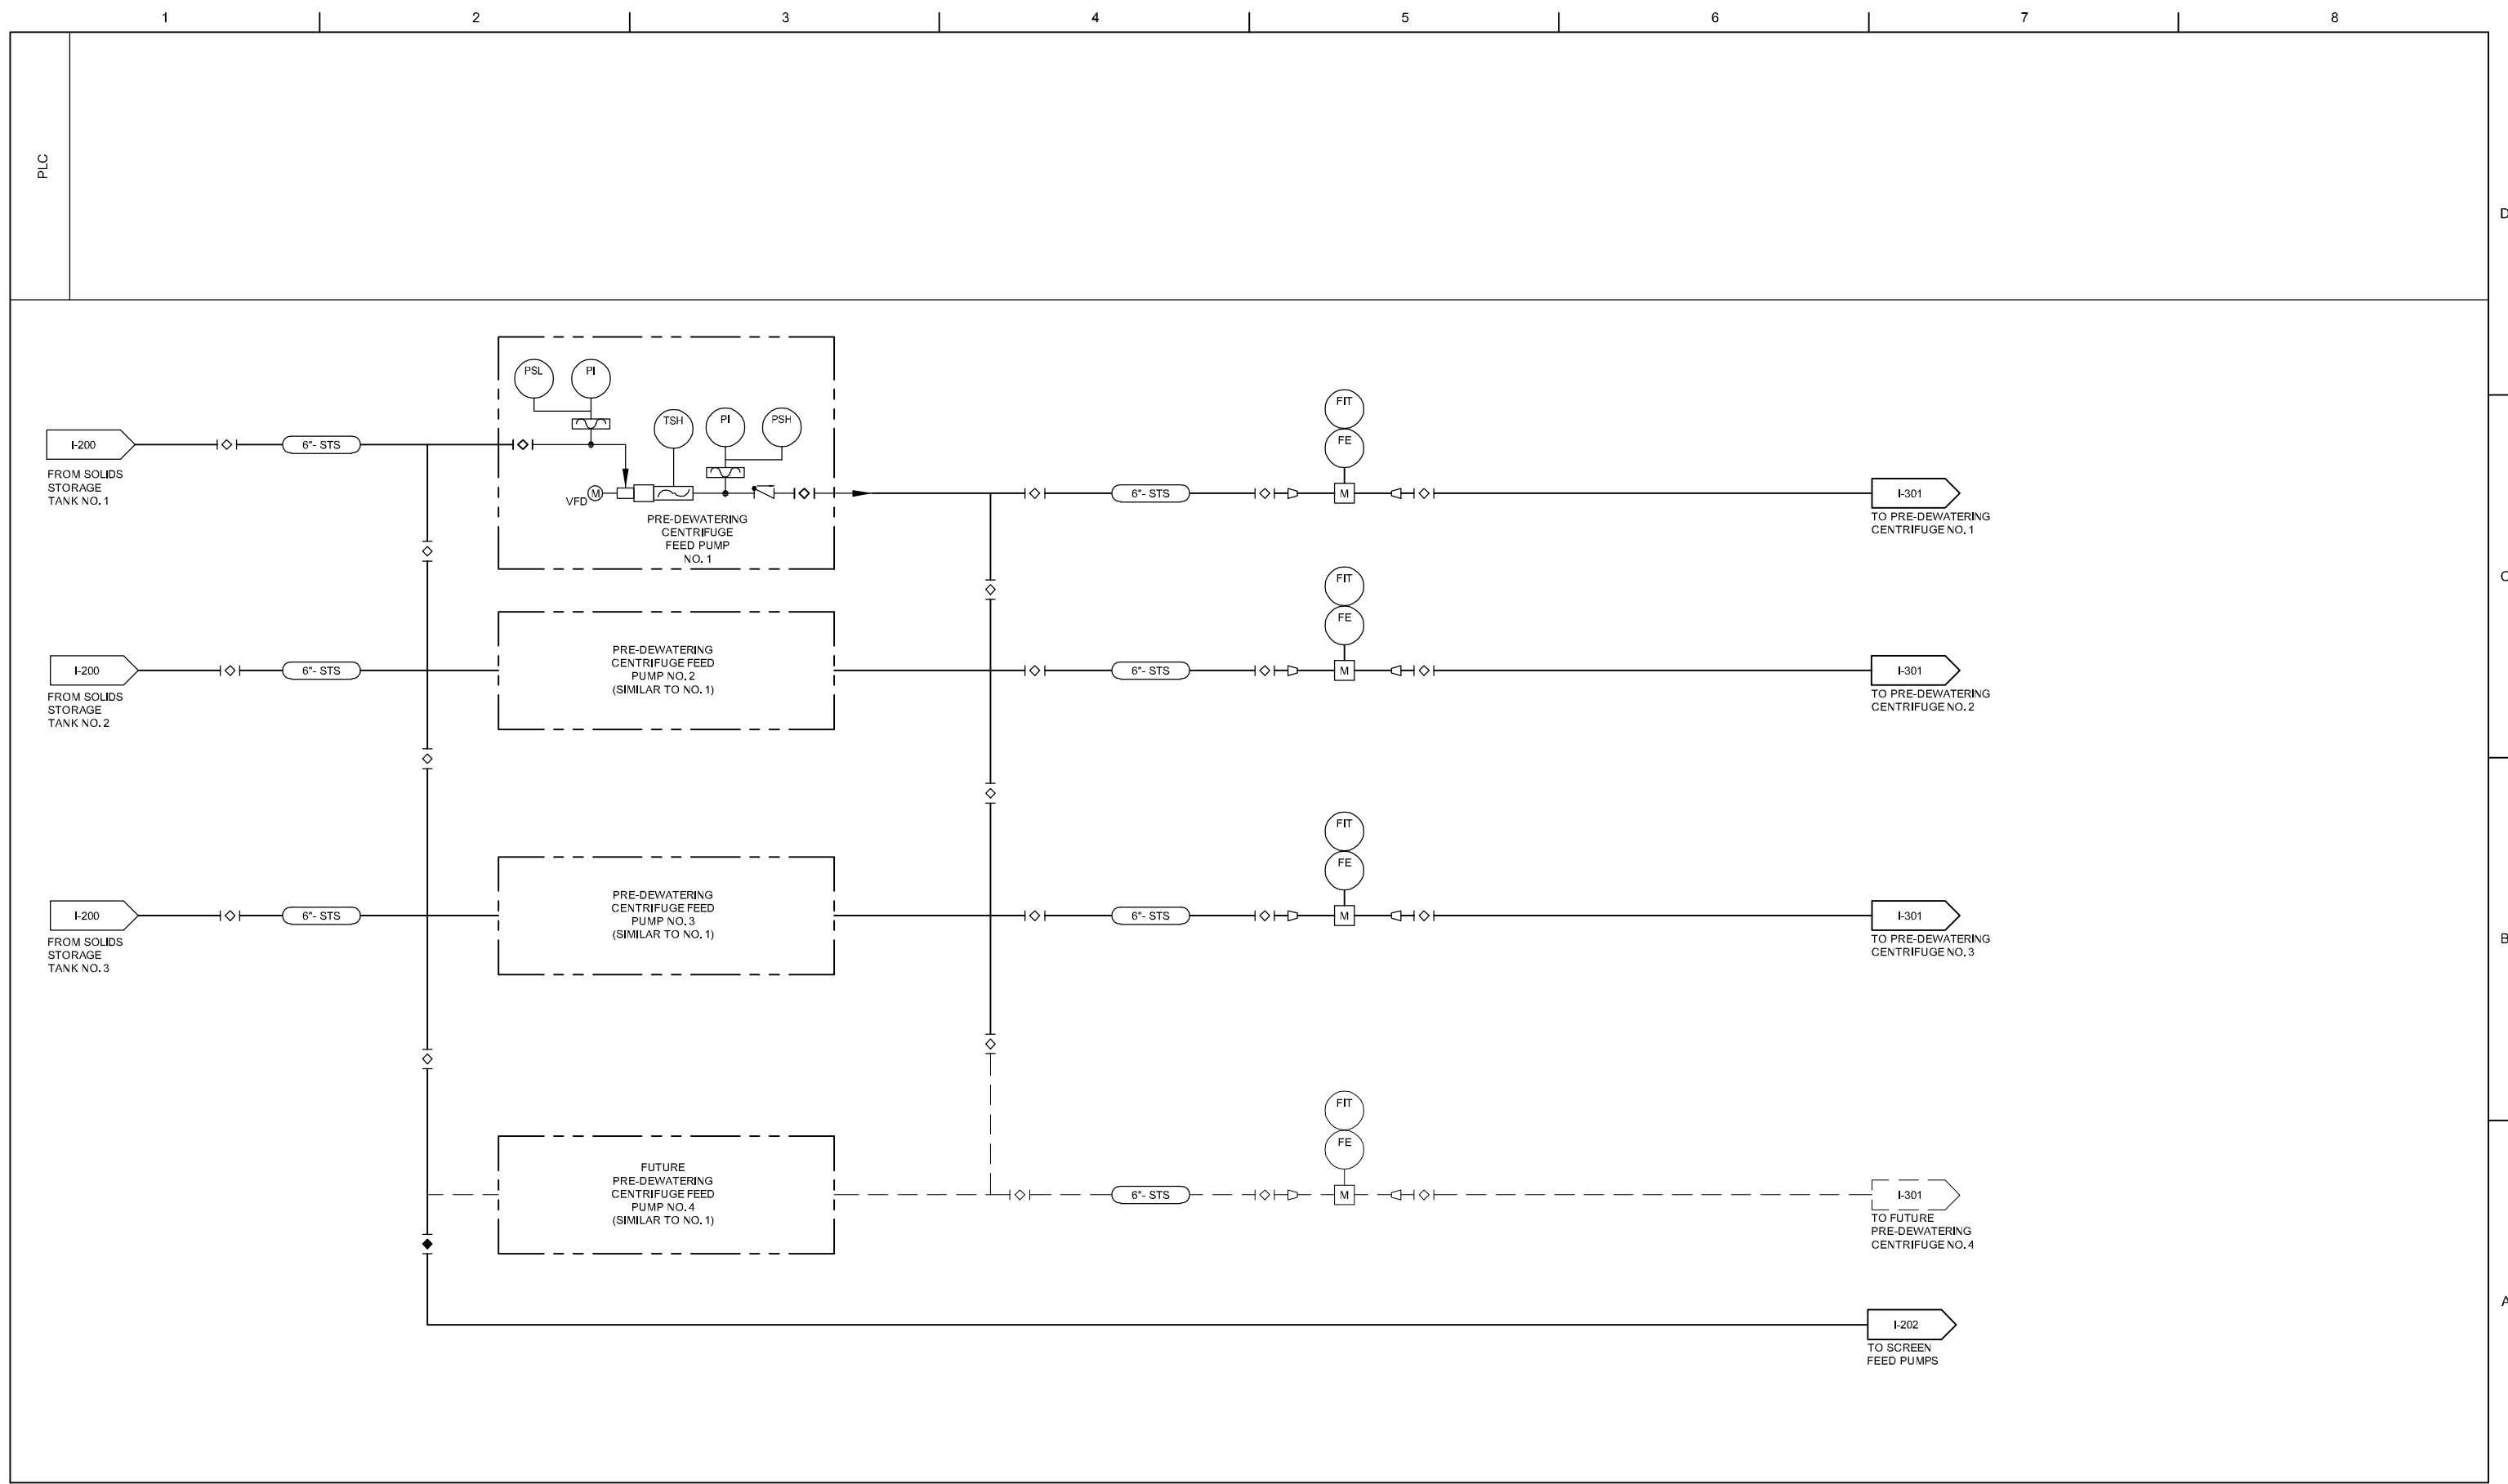 1 2 3 4 5 6 7 8
PLC
D
PSL PI
TSH PI PSH
VFD M
PRE-DEWATERING
CENTRIFUGE
FEED PUMP
NO. 1
I-200
FROM SOLIDS
STORAGE
TANK NO. 1
6"- STS
FIT
FE
6"- STS
M
I-301
TO PRE-DEWATERING
CENTRIFUGE NO. 1
C
I-200
FROM SOLIDS
STORAGE
TANK NO. 2
6"- STS
PRE-DEWATERING
CENTRIFUGE FEED
PUMP NO. 2
(SIMILAR TO NO. 1)
FIT
FE
6"- STS
M
I-301
TO PRE-DEWATERING
CENTRIFUGE NO. 2
I-200
FROM SOLIDS
STORAGE
TANK NO. 3
6"- STS
PRE-DEWATERING
CENTRIFUGE FEED
PUMP NO. 3
(SIMILAR TO NO. 1)
FIT
FE
6"- STS
M
I-301
TO PRE-DEWATERING
CENTRIFUGE NO. 3
B
FUTURE
PRE-DEWATERING
CENTRIFUGE FEED
PUMP NO. 4
(SIMILAR TO NO. 1)
FIT
FE
6"- STS
M
I-301
TO FUTURE
PRE-DEWATERING
CENTRIFUGE NO. 4
A
I-202
TO SCREEN
FEED PUMPS